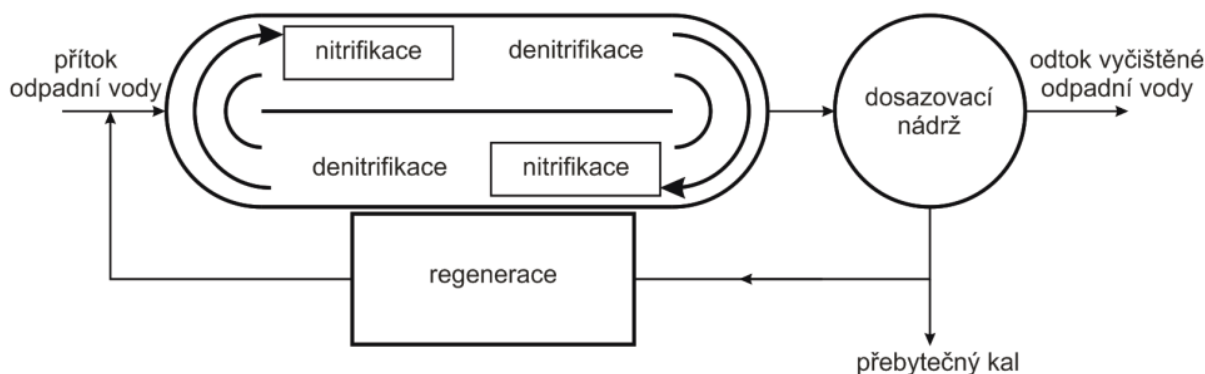 přítok
odpadní vody
nitrifikace
denitrifikace
denitrifikace
nitrifikace
dosazovací
nádrž
odtok vyčištěné
odpadní vody
regenerace
přebytečný kal